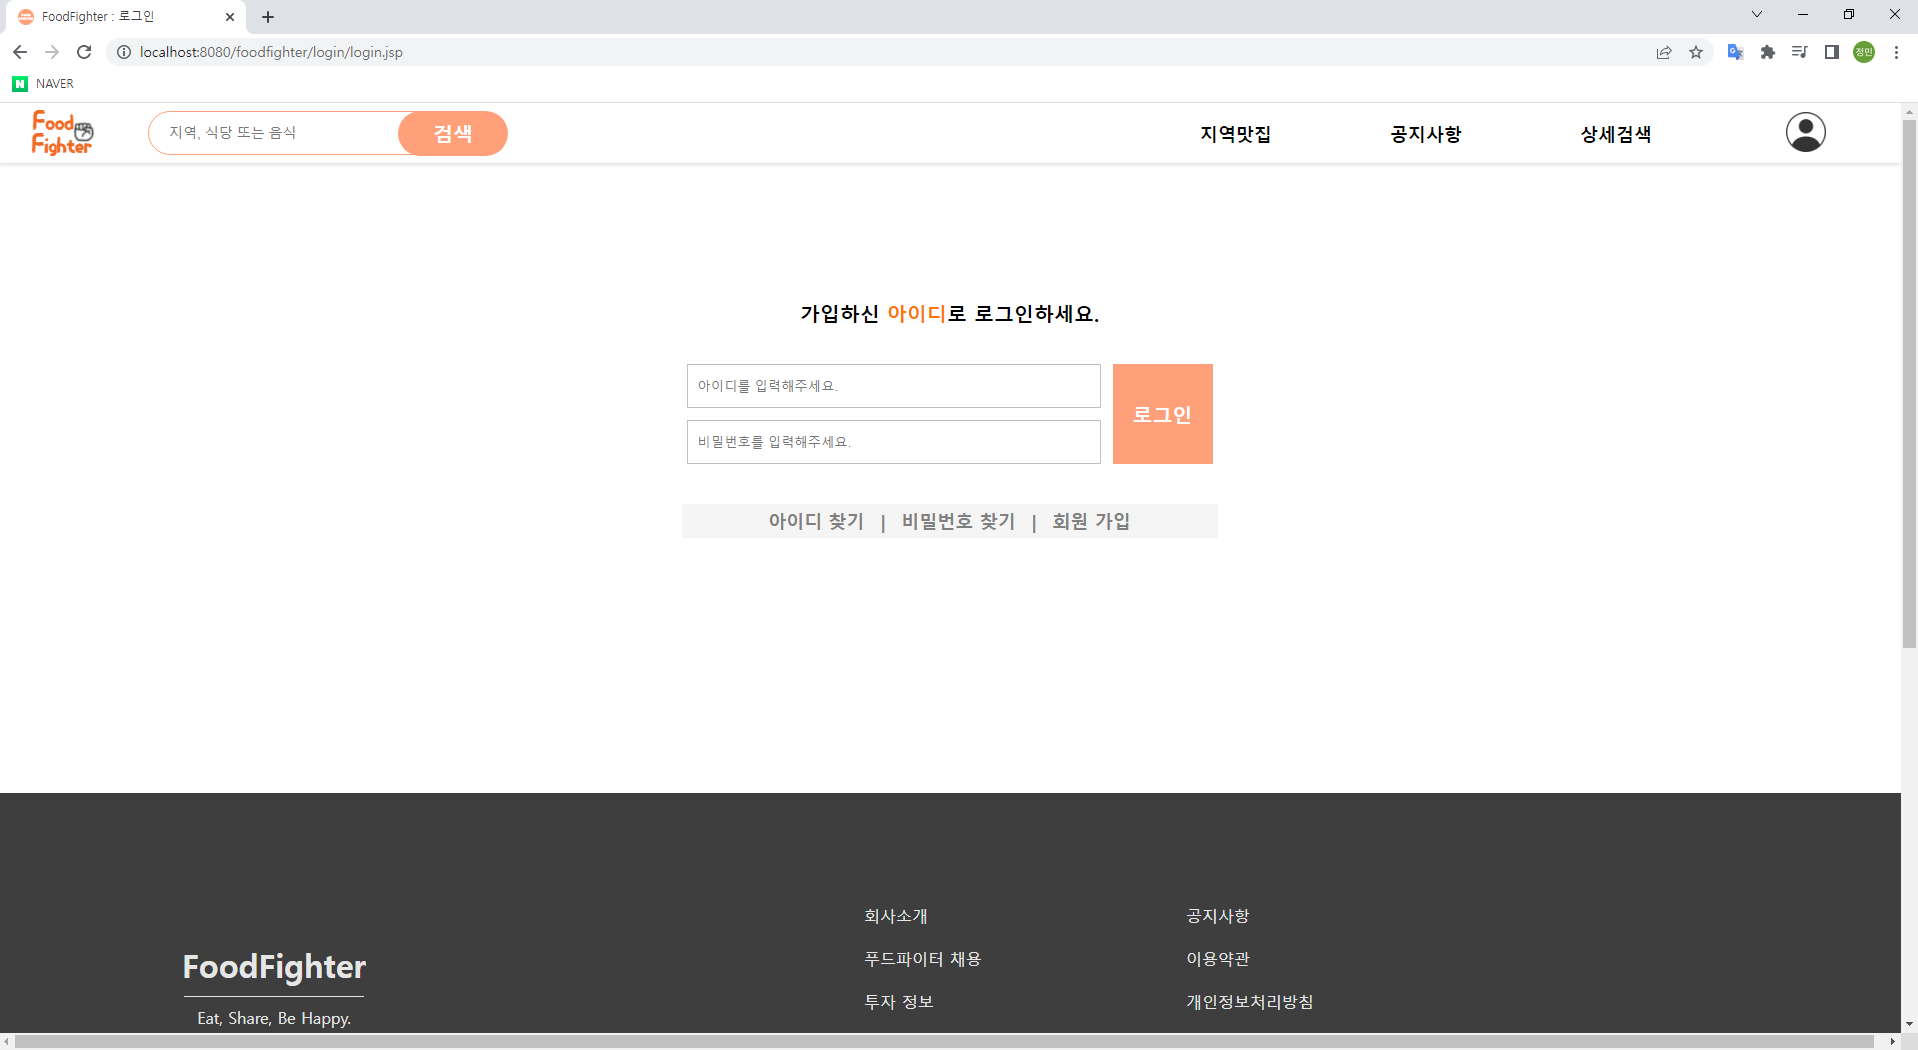 FoodFighter : 로그인
localhost:8080/foodfighter/login/login.jsp
정민
NAVER
Food
Fighter
지역, 식당 또는 음식
검색
지역맛집
공지사항
상세검색
가입하신 아이디로 로그인하세요.
아이디를 입력해주세요.
비밀번호를 입력해주세요.
로그인
아이디 찾기 | 비밀번호 찾기 | 회원 가입
FoodFighter
Eat, Share, Be Happy.
회사소개
푸드파이터 채용
투자 정보
공지사항
이용약관
개인정보처리방침